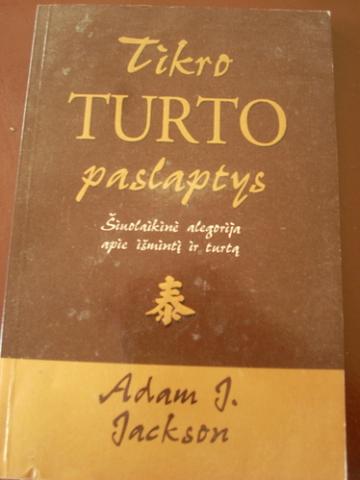 Tikro
TURTO
paslaptys
Šiuolaikinė alegorija
apie išmintį ir turtą
泰
Adam J.
Jackson